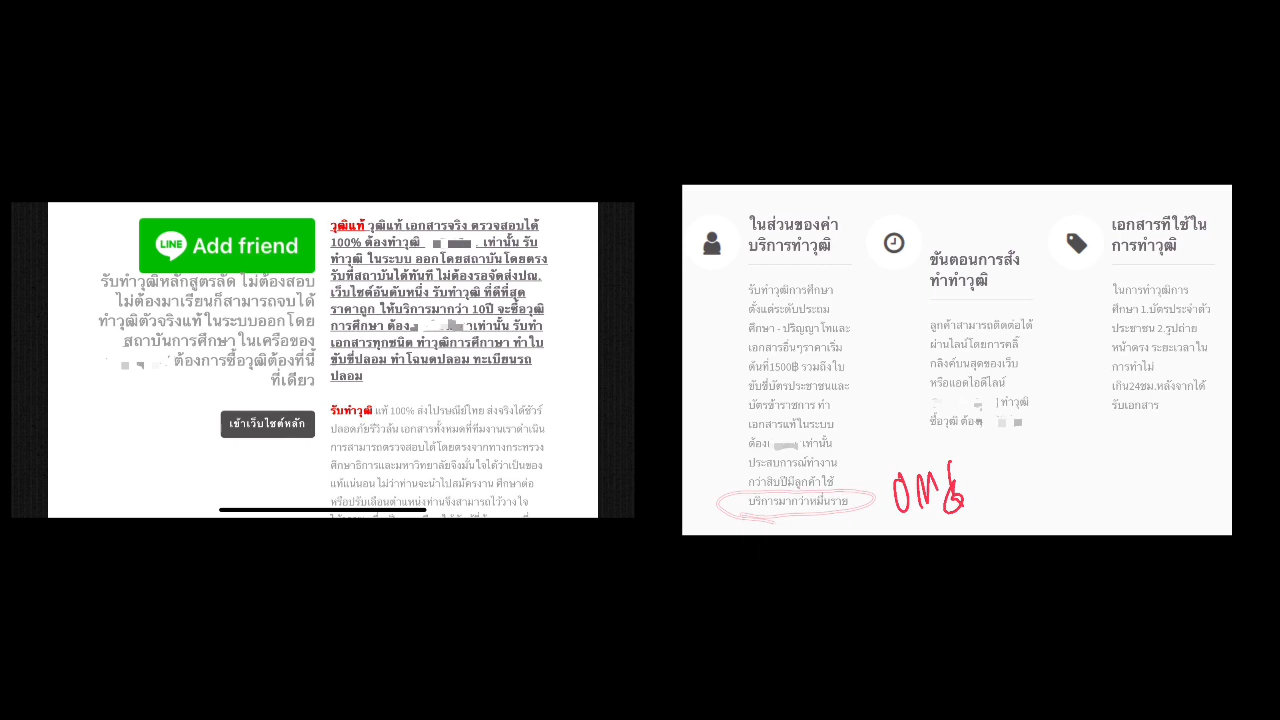 LINE Add friend
รับทำวุฒิหลักสูตรลัด ไม่ต้องสอบ
ไม่ต้องมาเรียนก็สามารถจบได้
ทำวุฒิตัวจริงแท้ในระบบออกโดย
สถาบันการศึกษาในเครือของ
ต้องการซื้อวุฒิต้องที่นี้
ที่เดียว
เข้าเว็บไซต์หลัก
วุฒิแท้ วุฒิแท้ เอกสารจริง ตรวจสอบได้
100% ต้องทำวุฒิ เท่านั้น รับ
ทำวุฒิ ในระบบ ออกโดยสถาบันโดยตรง
รับที่สถาบันได้ทันที ไม่ต้องรอจัดส่งปณ.
เว็บไซต์อันดับหนึ่ง รับทำวุฒิ ที่ดีที่สุด
ราคาถูก ให้บริการมากว่า 10ปี จะซื้อวุฒิ
การศึกษา ต้อง าเท่านั้น รับทำ
เอกสารทุกชนิด ทำวุฒิการศึกาษา ทำใบ
ขับขี่ปลอม ทำโฉนดปลอม ทะเบียนรถ
ปลอม
รับทำวุฒิ แท้ 100% ส่งไปรษณีย์ไทย ส่งจริงได้ชัวร์
ปลอดภัยรีวิวล้น เอกสารทั้งหมดที่ทีมงานเราดำเนิน
การสามารถตรวจสอบได้โดยตรงจากทางกระทรวง
ศึกษาธิการและมหาวิทยาลัยจึงมั่นใจได้ว่าเป็นของ
แท้แน่นอน ไม่ว่าท่านจะนำไปสมัครงาน ศึกษาต่อ
หรือปรับเลือนตำแหน่งท่านจึงสามารถไว้วางใจ
ในส่วนของค่า
บริการทำวุฒิ
รับทำวุฒิการศึกษา
ตั้งแต่ระดับประถม
ศึกษา - ปริญญาโทและ
เอกสารอื่นๆราคาเริ่ม
ต้นที่1500฿ รวมถึงใบ
ขับขี่บัตรประชาชนและ
บัตรข้าราชการ ทำ
เอกสารแท้ในระบบ
ต้อง เท่านั้น
ประสบการณ์ทำงาน
กว่าสิบปีมีลูกค้าใช้
บริการมากว่าหมื่นราย
OMG
ขันตอนการสั่ง
ทำทำวุฒิ
ลูกค้าสามารถติดต่อได้
ผ่านไลน์โดยการคลิ๊
กลิงค์บนสุดของเว็บ
หรือแอดไอดีไลน์
ทำวุฒิ
ซื้อวุฒิ ต้อง
เอกสารที่ใช้ใน
การทำวุฒิ
ในการทำวุฒิการ
ศึกษา 1.บัตรประจำตัว
ประชาชน 2.รูปถ่าย
หน้าตรง ระยะเวลาใน
การทำไม่
เกิน24ชม.หลังจากได้
รับเอกสาร